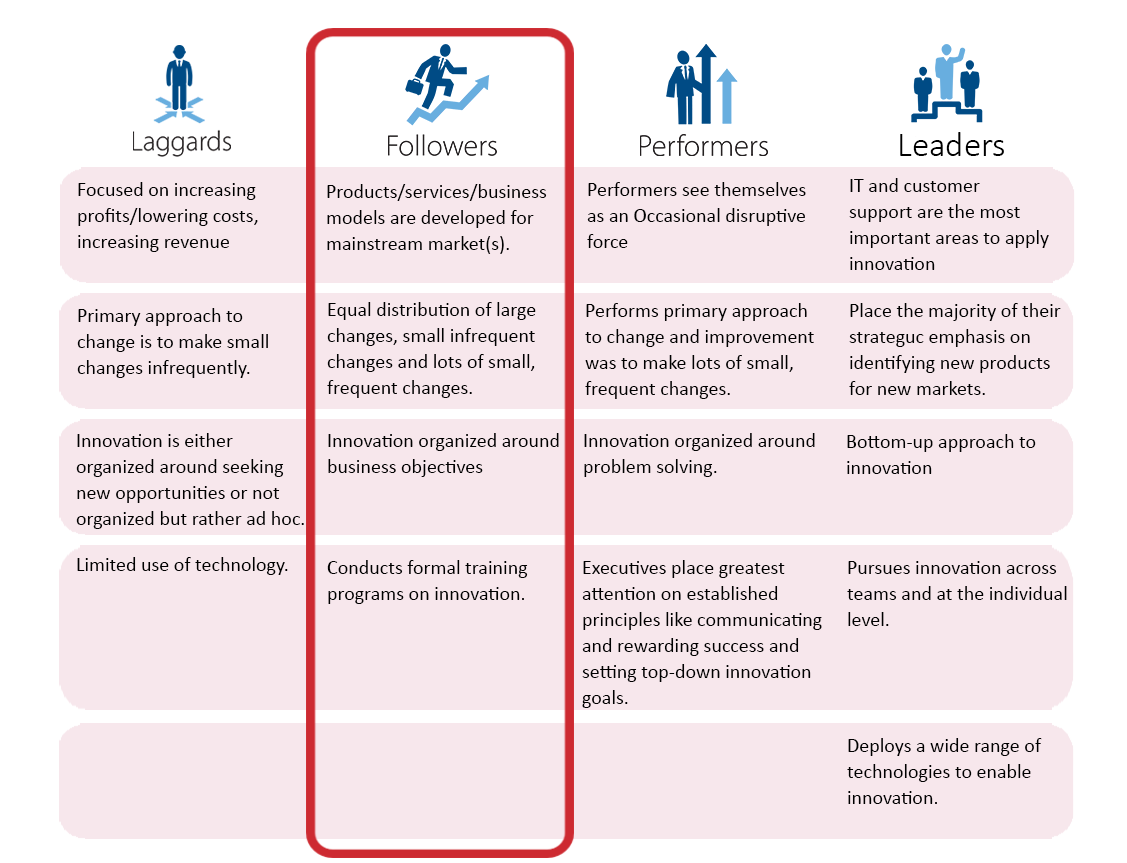 Laggards
Followers
Performers
Leaders
Focused on increasing
profits/lowering costs,
increasing revenue
Products/services/business
models are developed for
mainstream market(s).
Performers see themselves
as an Occasional disruptive
force
IT and customer
support are the most
important areas to apply
innovation
Primary approach to
change is to make small
changes infrequently.
Equal distribution of large
changes, small infrequent
changes and lots of small,
frequent changes.
Performs primary approach
to change and improvement
was to make lots of small,
frequent changes.
Place the majority of their
strateguc emphasis on
identifying new products
for new markets.
Innovation is either
organized around seeking
new opportunities or not
organized but rather ad hoc.
Innovation organized around
business objectives
Innovation organized around
problem solving.
Bottom-up approach to
innovation
Limited use of technology.
Conducts formal training
programs on innovation.
Executives place greatest
attention on established
principles like communicating
and rewarding success and
setting top-down innovation
goals.
Pursues innovation across
teams and at the individual
level.
Deploys a wide range of
technologies to enable
innovation.